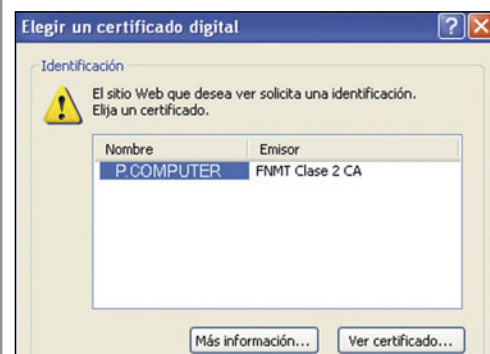 Elegir un certificado digital
Identificación
El sitio Web que desea ver solicita una identificación.
Elija un certificado.
Nombre Emisor
P.COMPUTER FNMT Clase 2 CA
Más información... Ver certificado...